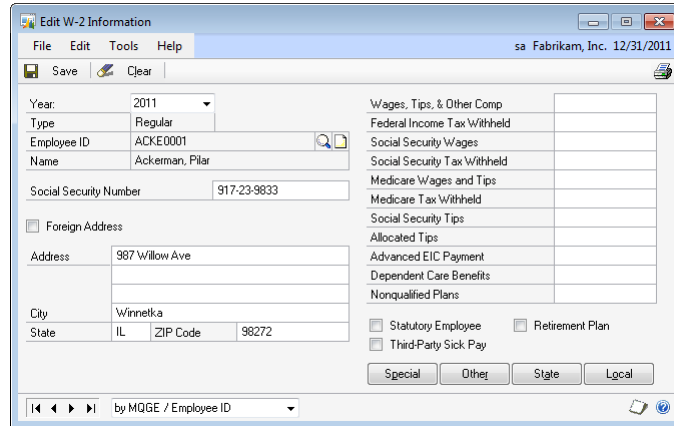 Edit W-2 Information
File Edit Tools Help sa Fabrikam, Inc. 12/31/2011
Save Clear
Year: 2011
Type Regular
Employee ID ACKE0001
Name Ackerman, Pilar
Social Security Number 917-23-9833
Foreign Address
Address 987 Willow Ave
City Winnetka
State IL ZIP Code 98272
Wages, Tips, & Other Comp
Federal Income Tax Withheld
Social Security Wages
Social Security Tax Withheld
Medicare Wages and Tips
Medicare Tax Withheld
Social Security Tips
Allocated Tips
Advanced EIC Payment
Dependent Care Benefits
Nonqualified Plans
Statutory Employee Retirement Plan
Third-Party Sick Pay
Special Other State Local
by MQGE / Employee ID